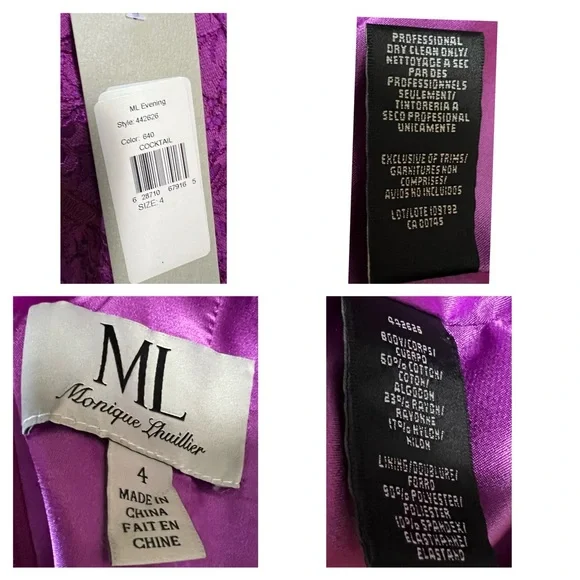 ML Evening
Style: 442626
Color: 640
COCKTAIL
6 28710 67916 5
SIZE: 4
PROFESSIONAL
DRY CLEAN ONLY/
NETTOYAGE A SEC
PAR DES
PROFESSIONNELS
SEULEMENT/
TINTORERIA A
SECO PROFESIONAL
UNICAMENTE
EXCLUSIVE OF TRIMS/
GARNITURES NON
COMPRISES/
AVIOS NO INCLUIDOS
LOT/LOTE 109T92
CA 00745
ML
Monique Lhuillier
4
MADE IN
CHINA
FAIT EN
CHINE
442626
BODY/CORPS/
CUERPO
60% COTTON/
COTON/
ALGODON
23% RAYON/
RAYONNE
17% NYLON/
NILON
LINING/DOUBLURE/
FORRO
90% POLYESTER/
POLIESTER
10% SPANDEX/
ELASTHANNE/
ELASTANO